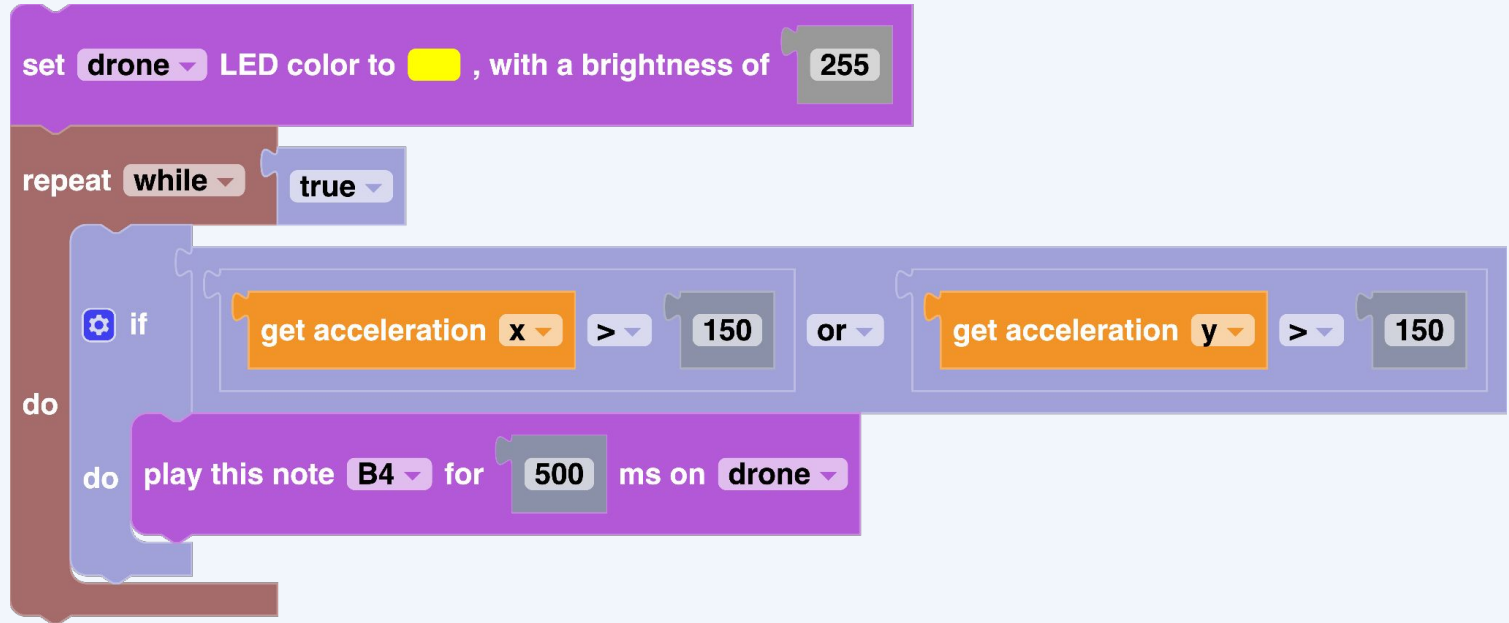 set drone LED color to , with a brightness of 255
repeat while true
if get acceleration x > 150 or get acceleration y > 150
do
do play this note B4 for 500 ms on drone